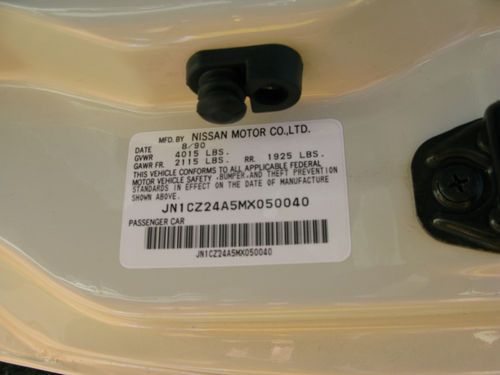 MFD. BY NISSAN MOTOR CO.,LTD.
DATE 8/90
GVWR 4015 LBS.
GAWR FR. 2115 LBS. RR. 1925 LBS.
THIS VEHICLE CONFORMS TO ALL APPLICABLE FEDERAL
MOTOR VEHICLE SAFETY ,BUMPER,AND THEFT PREVENTION
STANDARDS IN EFFECT ON THE DATE OF MANUFACTURE
SHOWN ABOVE.
JN1CZ24A5MX050040
PASSENGER CAR
JN1CZ24A5MX050040